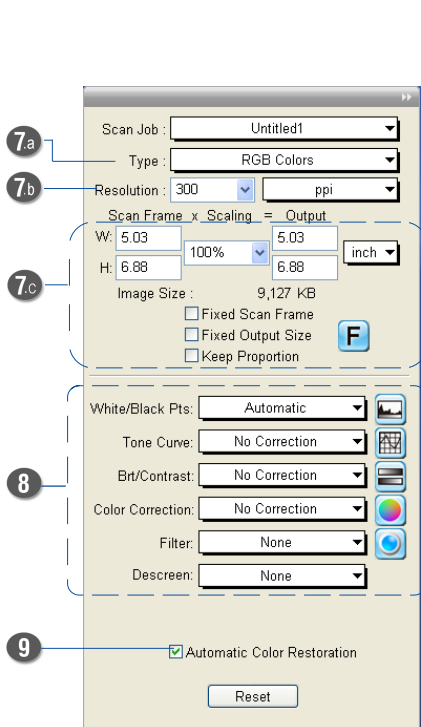 Scan Job : Untitled1
7.a
Type : RGB Colors
7.b
Resolution : 300 ppi
Scan Frame x Scaling = Output
W: 5.03 100% 5.03 inch
H: 6.88 6.88
7.c
Image Size : 9,127 KB
Fixed Scan Frame
Fixed Output Size F
Keep Proportion
White/Black Pts: Automatic
Tone Curve: No Correction
Brt/Contrast: No Correction
8
Color Correction: No Correction
Filter: None
Descreen: None
9
Automatic Color Restoration
Reset